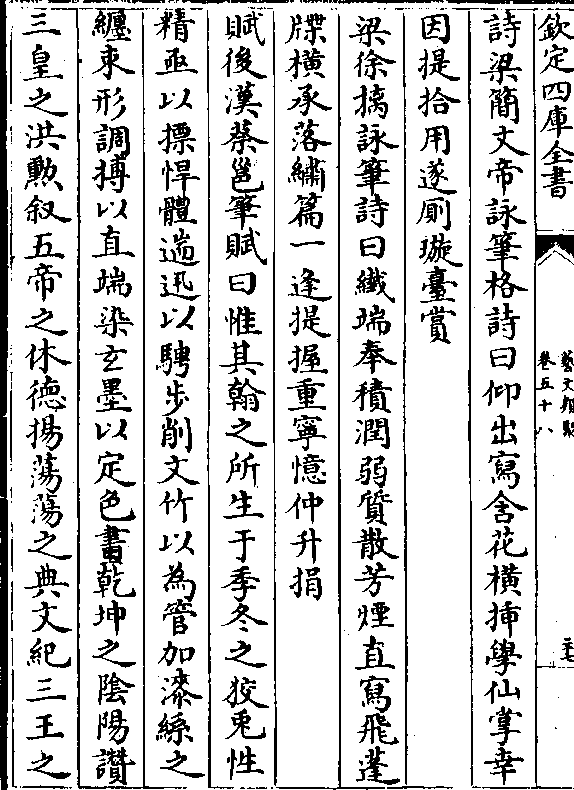 欽定四庫全書
藝文類聚
卷五十八
詩梁簡文帝詠筆格詩曰仰出寫含花橫插學仙掌幸
因提拾用遂厠璇臺賞
梁徐摛詠筆詩曰纖端奉積潤弱質散芳煙直寫飛蓬
牒橫承落繡篇一逢提握重寧憶仲升捐
賦後漢蔡邕筆賦曰惟其翰之所生于季冬之狡兎性
精亟以摽悍體遄迅以騁步削文竹以為管加漆絲之
纏束形調摶以直端染玄墨以定色畫乾坤之陰陽讚
三皇之洪勲叙五帝之休德揚蕩蕩之典文紀三王之